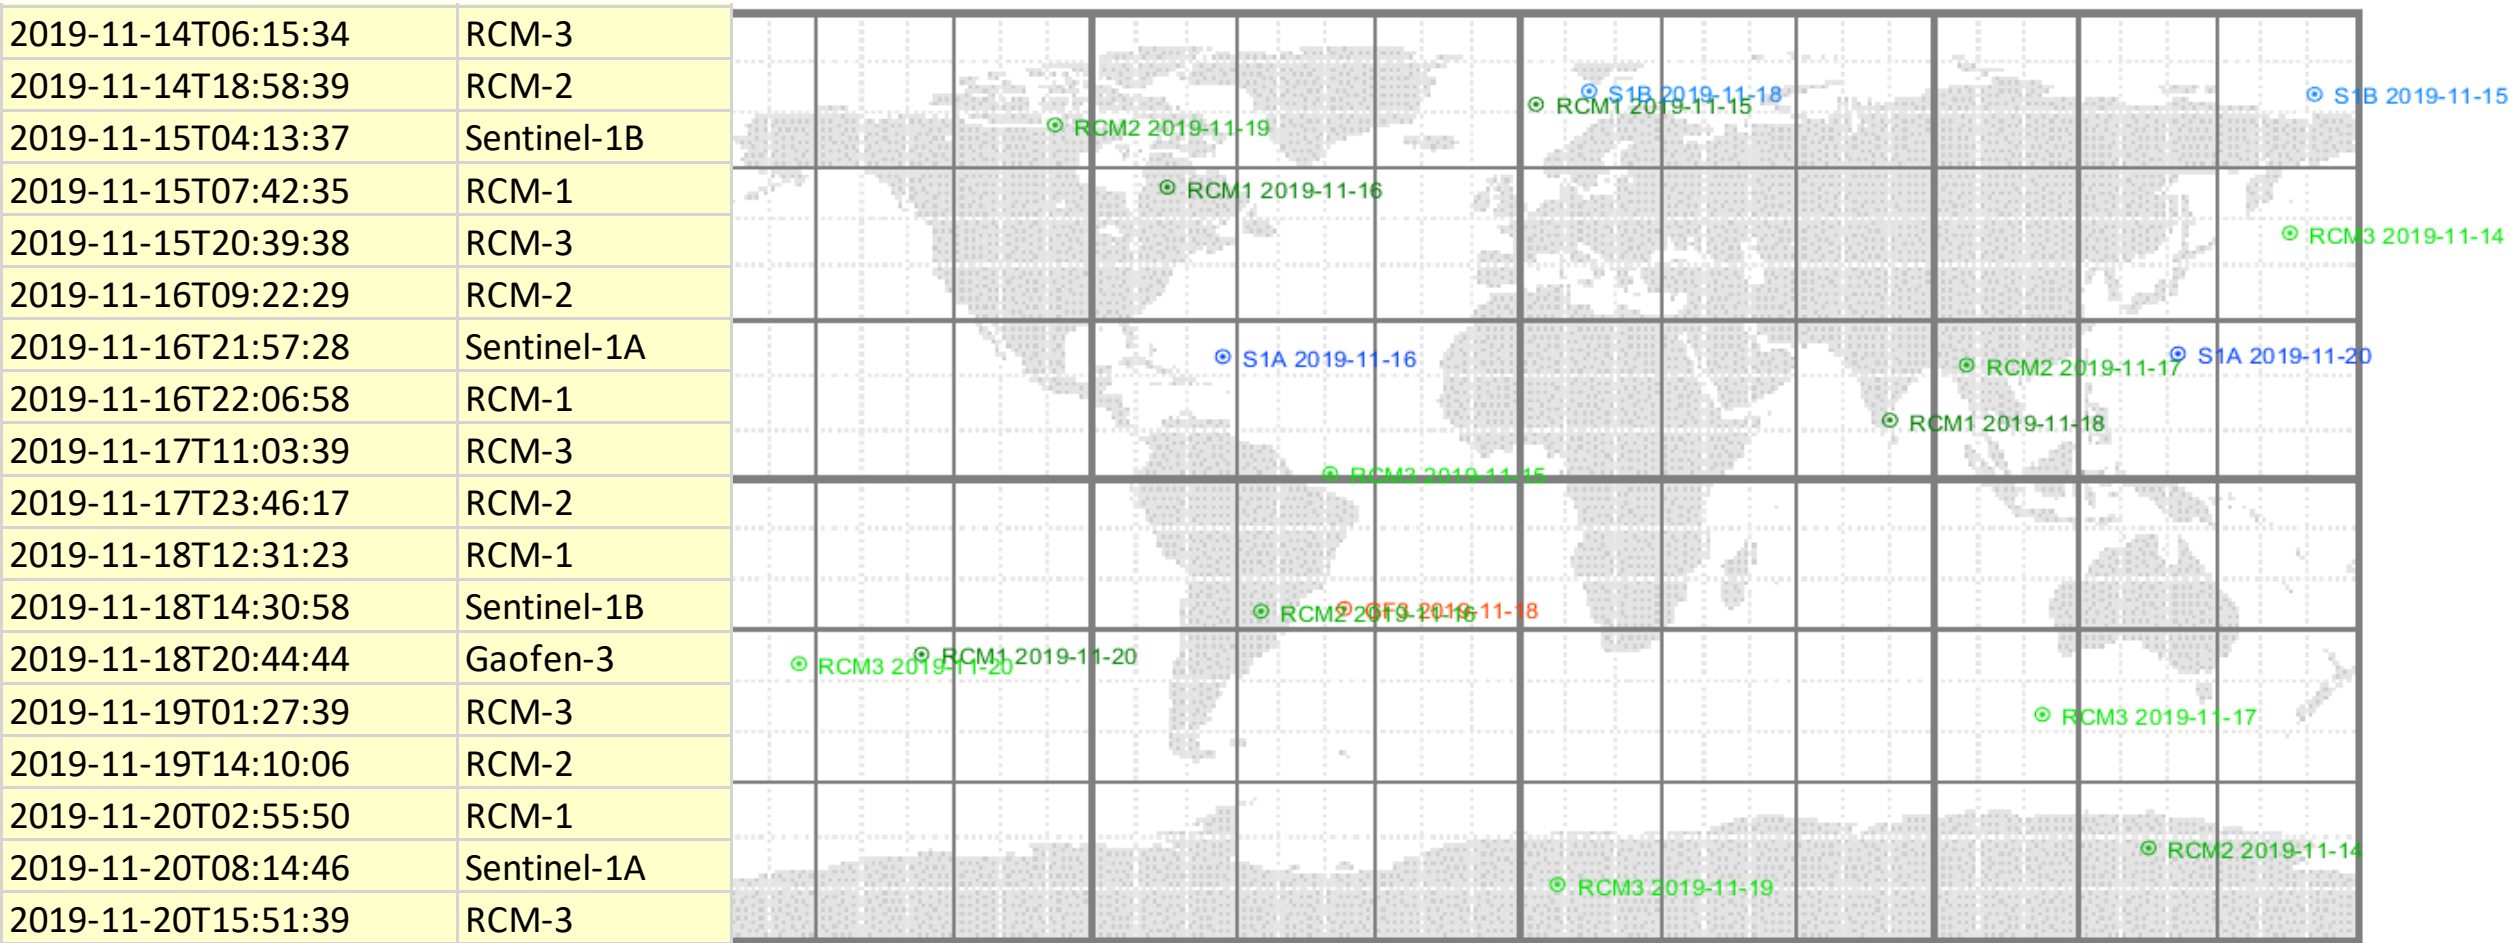 2019-11-14T06:15:34 RCM-3
2019-11-14T18:58:39 RCM-2
2019-11-15T04:13:37 Sentinel-1B
2019-11-15T07:42:35 RCM-1
2019-11-15T20:39:38 RCM-3
2019-11-16T09:22:29 RCM-2
2019-11-16T21:57:28 Sentinel-1A
2019-11-16T22:06:58 RCM-1
2019-11-17T11:03:39 RCM-3
2019-11-17T23:46:17 RCM-2
2019-11-18T12:31:23 RCM-1
2019-11-18T14:30:58 Sentinel-1B
2019-11-18T20:44:44 Gaofen-3
2019-11-19T01:27:39 RCM-3
2019-11-19T14:10:06 RCM-2
2019-11-20T02:55:50 RCM-1
2019-11-20T08:14:46 Sentinel-1A
2019-11-20T15:51:39 RCM-3
S1B 2019-11-18
S1B 2019-11-15
RCM1 2019-11-15
RCM2 2019-11-19
RCM1 2019-11-16
RCM3 2019-11-14
S1A 2019-11-16
S1A 2019-11-20
RCM2 2019-11-17
RCM1 2019-11-18
RCM3 2019-11-15
RCM2 2019-11-16
GF3 2019-11-18
RCM1 2019-11-20
RCM3 2019-11-20
RCM3 2019-11-17
RCM2 2019-11-14
RCM3 2019-11-19